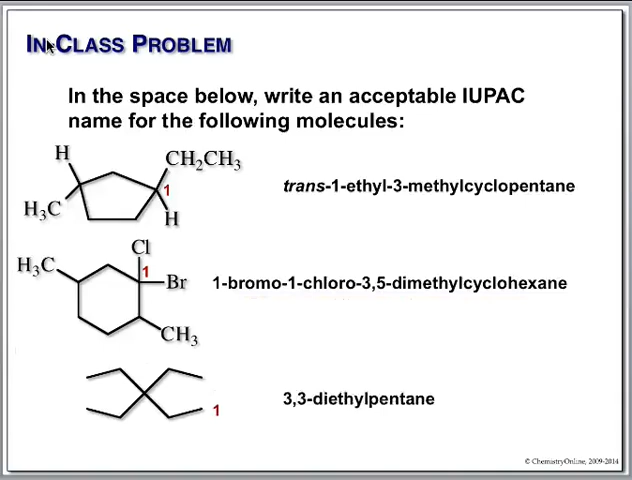 IN CLASS PROBLEM
In the space below, write an acceptable IUPAC
name for the following molecules:
H
CH₂CH₃
1
trans-1-ethyl-3-methylcyclopentane
H₃C
H
Cl
H₃C
1
Br
1-bromo-1-chloro-3,5-dimethylcyclohexane
CH₃
3,3-diethylpentane
1
© ChemistryOnline, 2009-2014